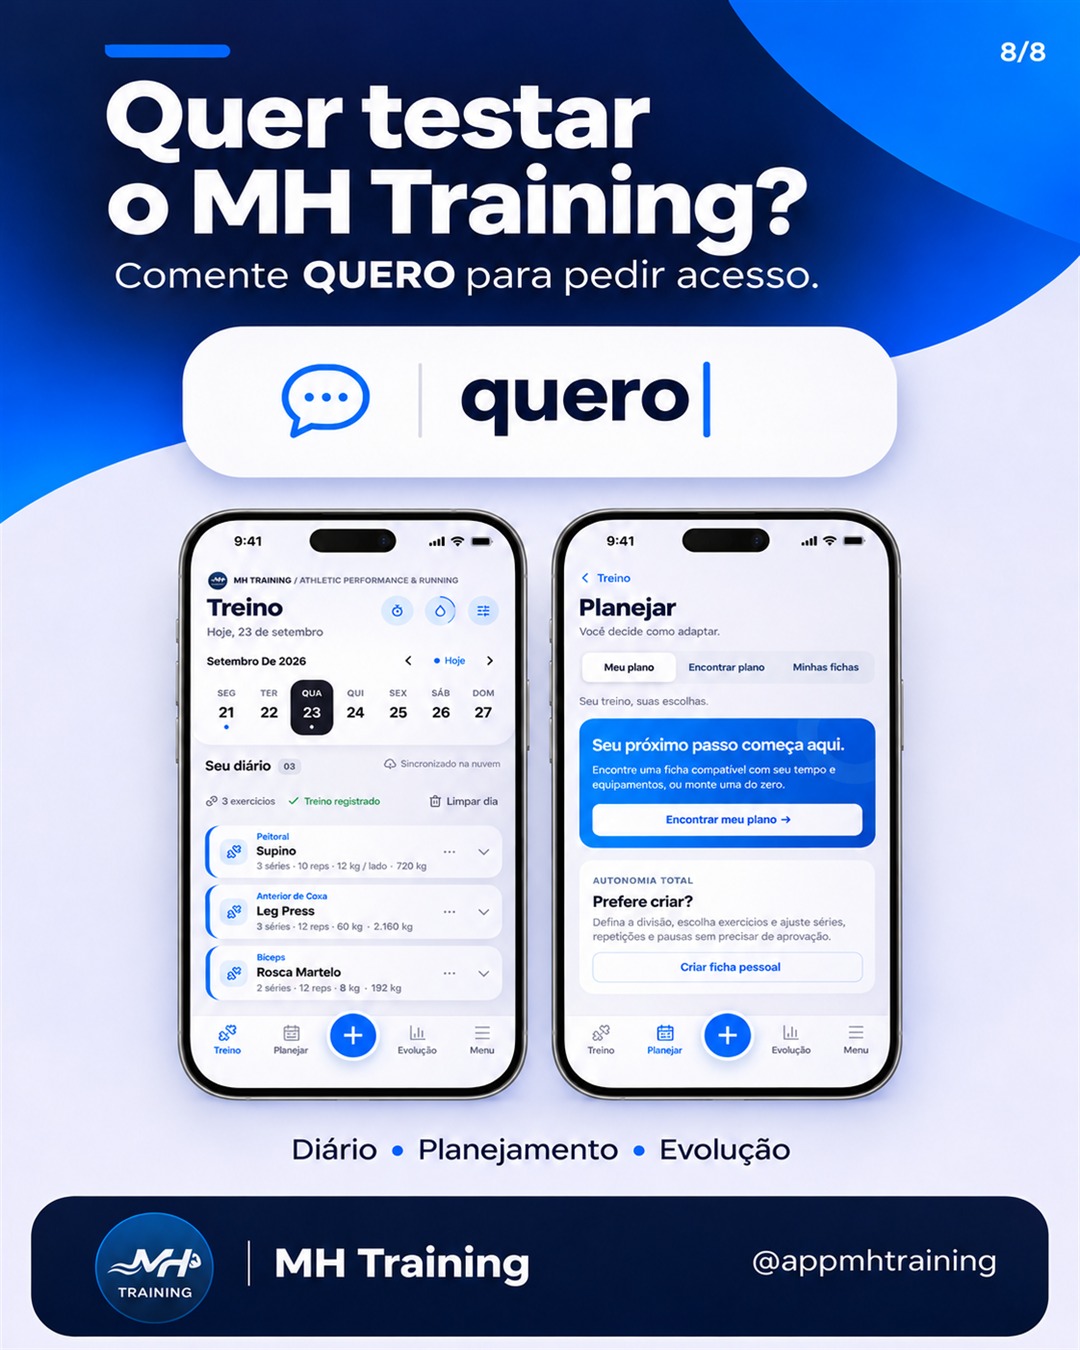 8/8
Quer testar
o MH Training?
Comente QUERO para pedir acesso.
quero
9:41
MH TRAINING / ATHLETIC PERFORMANCE & RUNNING
Treino
Hoje, 23 de setembro
Setembro De 2026
Hoje
SEG TER QUA QUI SEX SÁB DOM
21 22 23 24 25 26 27
Seu diário 03 Sincronizado na nuvem
3 exercícios Treino registrado Limpar dia
Peitoral
Supino
3 séries · 10 reps · 12 kg / lado · 720 kg
Anterior de Coxa
Leg Press
3 séries · 12 reps · 60 kg · 2.160 kg
Bíceps
Rosca Martelo
2 séries · 12 reps · 8 kg · 192 kg
Treino Planejar Evolução Menu
9:41
Treino
Planejar
Você decide como adaptar.
Meu plano Encontrar plano Minhas fichas
Seu treino, suas escolhas.
Seu próximo passo começa aqui.
Encontre uma ficha compatível com seu tempo e
equipamentos, ou monte uma do zero.
Encontrar meu plano →
AUTONOMIA TOTAL
Prefere criar?
Defina a divisão, escolha exercícios e ajuste séries,
repetições e pausas sem precisar de aprovação.
Criar ficha pessoal
Treino Planejar Evolução Menu
Diário • Planejamento • Evolução
MH
TRAINING
MH Training
@appmhtraining